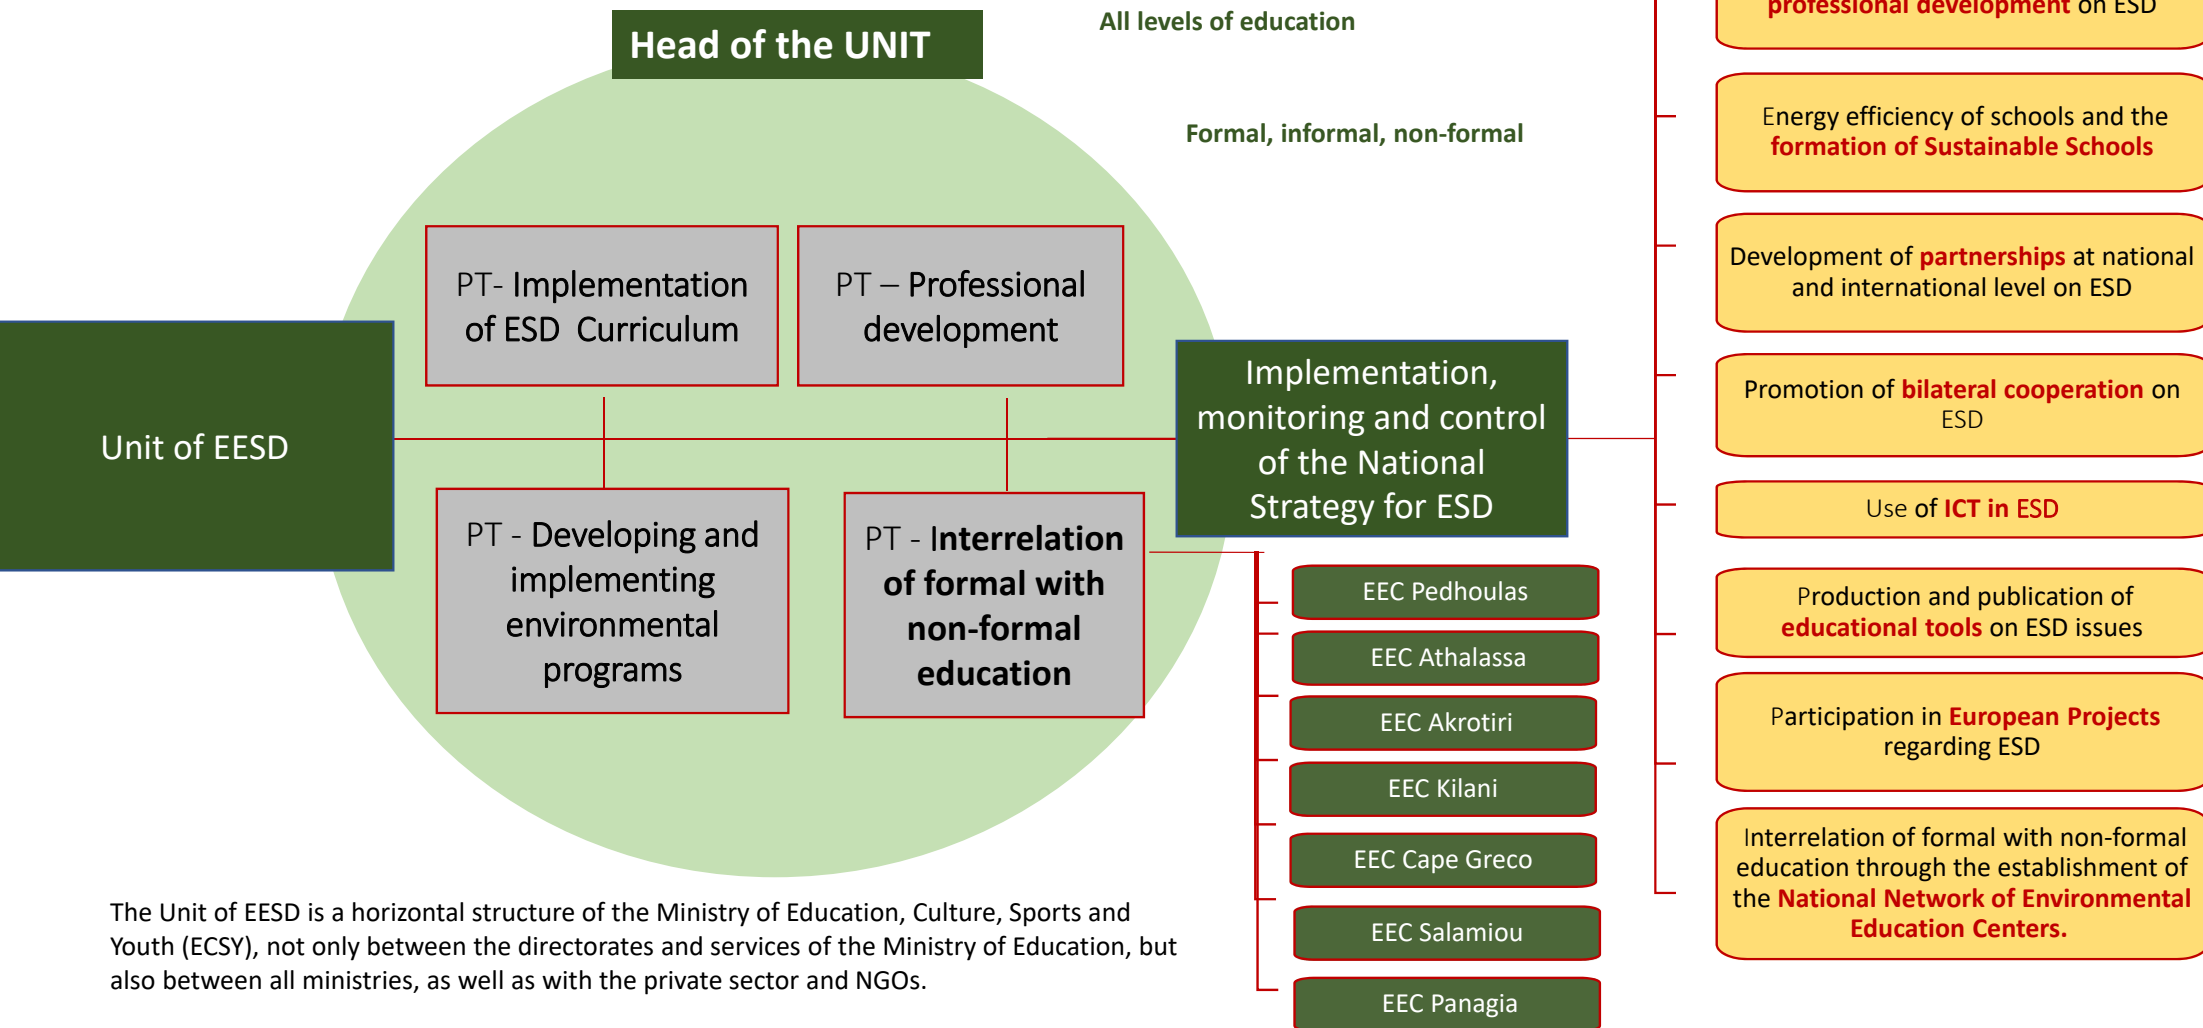 Head of the UNIT
All levels of education
Formal, informal, non-formal
Unit of EESD
PT- Implementation
of ESD  Curriculum
PT – Professional
development
PT - Developing and
implementing
environmental
programs
PT - Interrelation
of formal with
non-formal
education
Implementation,
monitoring and control
of the National
Strategy for ESD
EEC Pedhoulas
EEC Athalassa
EEC Akrotiri
EEC Kilani
EEC Cape Greco
EEC Salamiou
EEC Panagia
professional development on ESD
Energy efficiency of schools and the
formation of Sustainable Schools
Development of partnerships at national
and international level on ESD
Promotion of bilateral cooperation on
ESD
Use of ICT in ESD
Production and publication of
educational tools on ESD issues
Participation in European Projects
regarding ESD
Interrelation of formal with non-formal
education through the establishment of
the National Network of Environmental
Education Centers.
The Unit of EESD is a horizontal structure of the Ministry of Education, Culture, Sports and
Youth (ECSY), not only between the directorates and services of the Ministry of Education, but
also between all ministries, as well as with the private sector and NGOs.